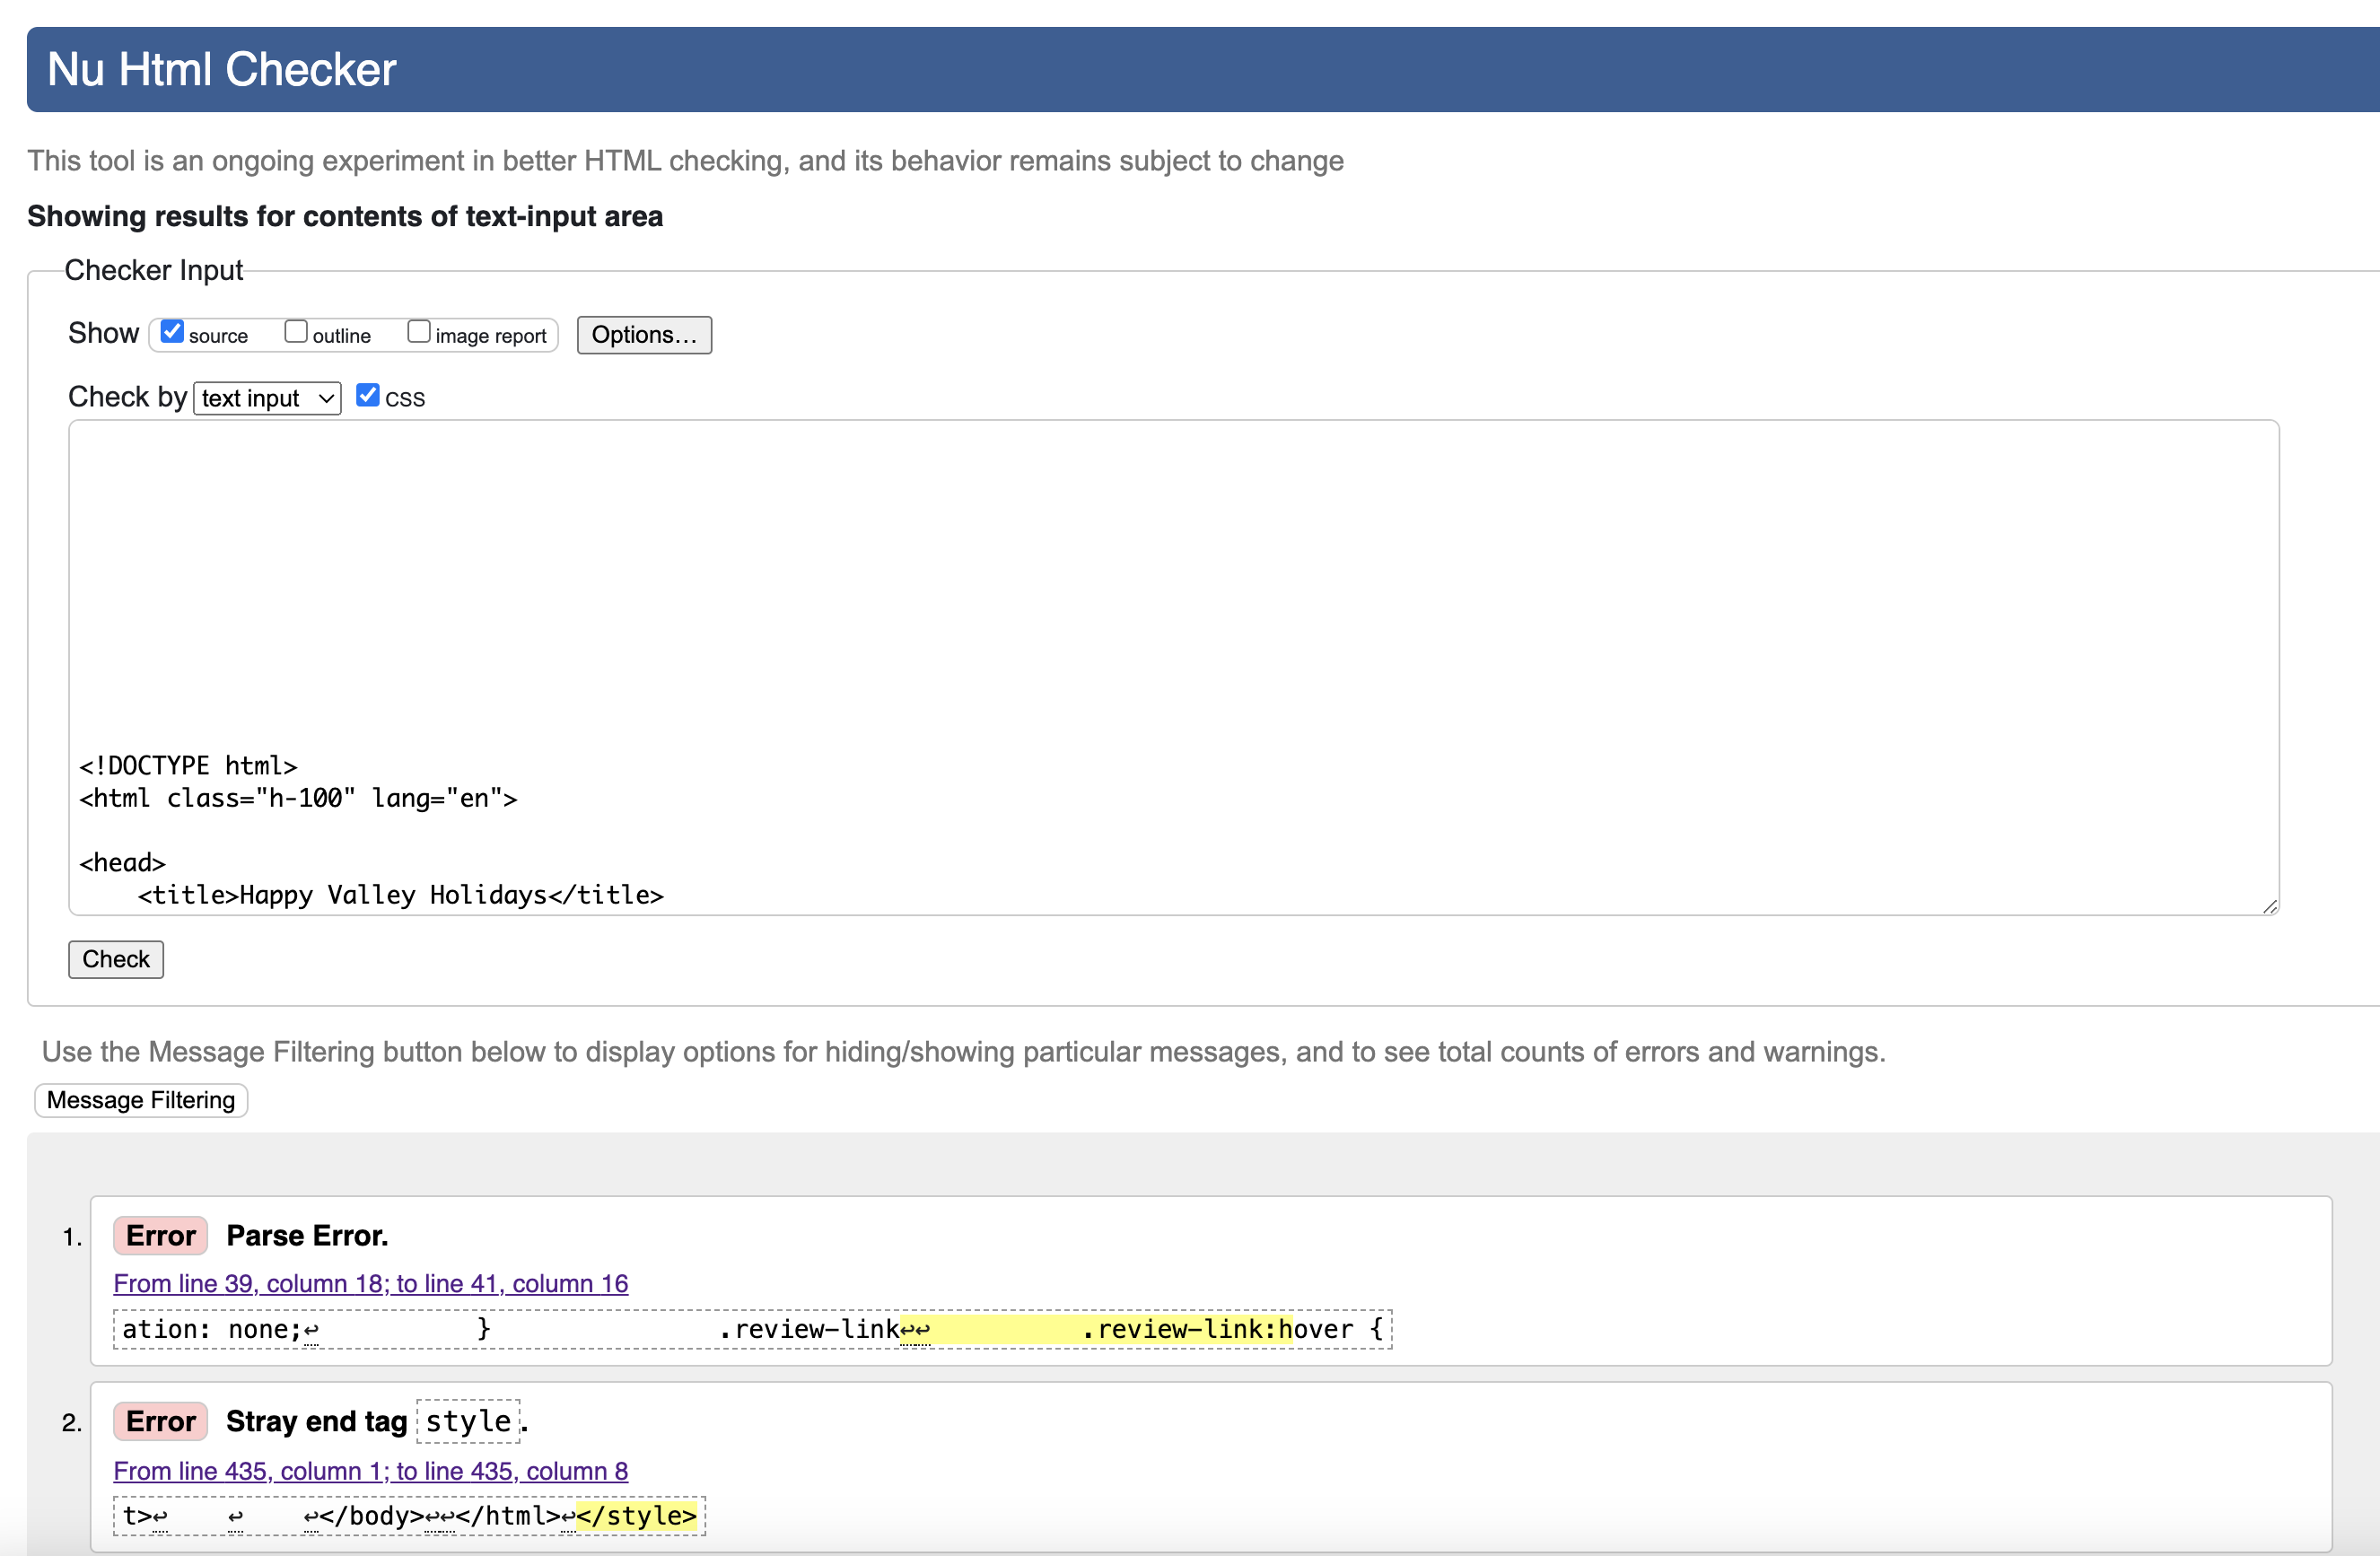 Nu Html Checker
This tool is an ongoing experiment in better HTML checking, and its behavior remains subject to change
Showing results for contents of text-input area
Checker Input
Show source outline image report Options...
Check by text input CSS
<!DOCTYPE html>
<html class="h-100" lang="en">
<head>
    <title>Happy Valley Holidays</title>
Check
Use the Message Filtering button below to display options for hiding/showing particular messages, and to see total counts of errors and warnings.
Message Filtering
1. Error Parse Error.
From line 39, column 18; to line 41, column 16
ation: none;↩          }               .review-link↩↩          .review-link:hover {
2. Error Stray end tag style.
From line 435, column 1; to line 435, column 8
t>↩    ↩    ↩</body>↩↩</html>↩</style>